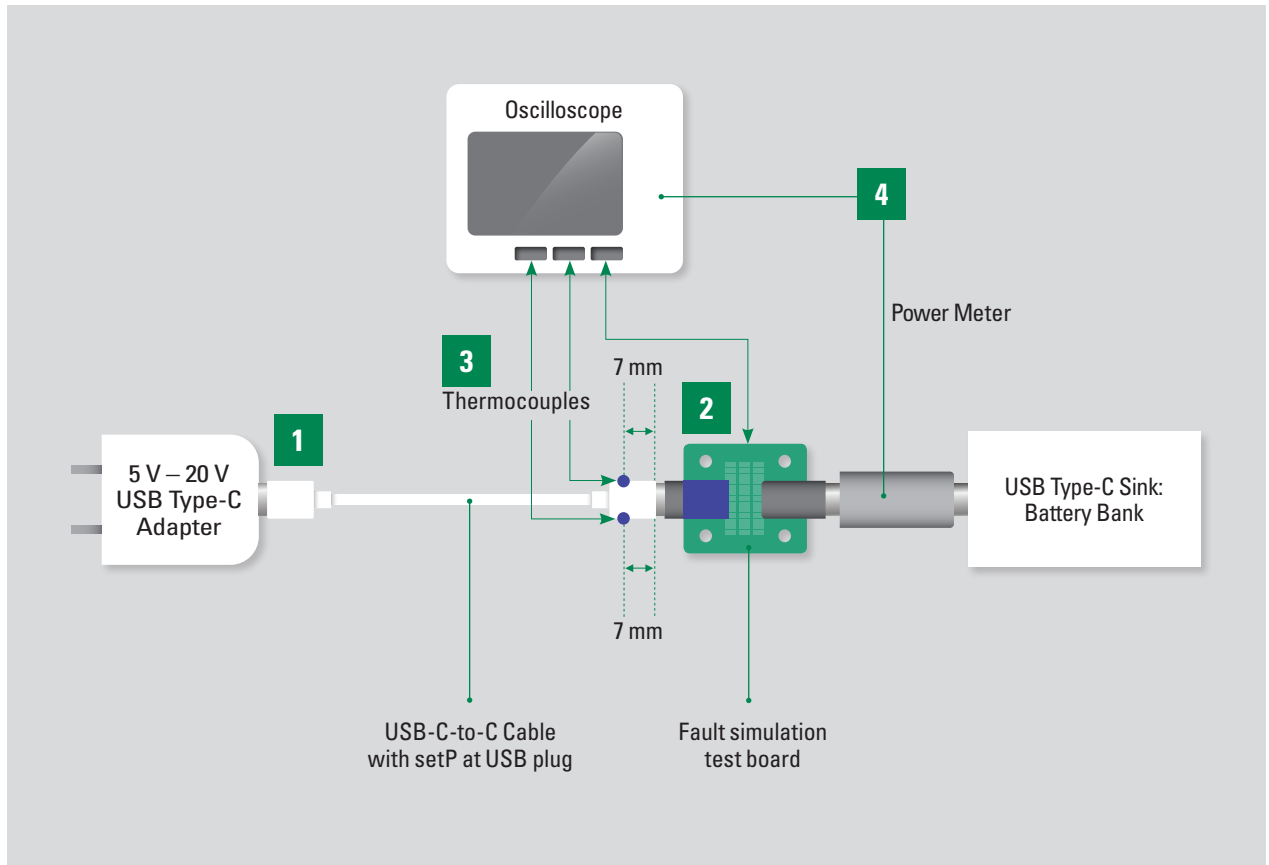 Oscilloscope
4
Power Meter
3
Thermocouples
7 mm
2
1
5 V – 20 V
USB Type-C
Adapter
USB Type-C Sink:
Battery Bank
7 mm
USB-C-to-C Cable
with setP at USB plug
Fault simulation
test board